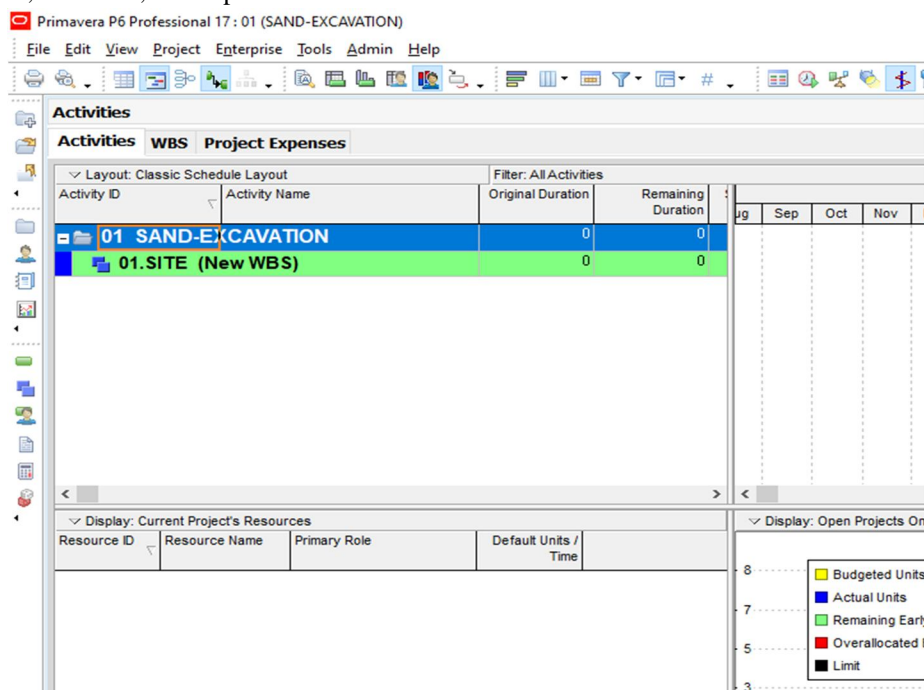 Primavera P6 Professional 17 : 01 (SAND-EXCAVATION)
File Edit View Project Enterprise Tools Admin Help
Activities
Activities WBS Project Expenses
Layout: Classic Schedule Layout Filter: All Activities
Activity ID Activity Name Original Duration Remaining
Duration
ug Sep Oct Nov
01 SAND-EXCAVATION 0 0
01.SITE (New WBS) 0 0
Display: Current Project's Resources Display: Open Projects On
Resource ID Resource Name Primary Role Default Units /
Time
8
Budgeted Units
Actual Units
7
Remaining Early
5
Overallocated
Limit
3